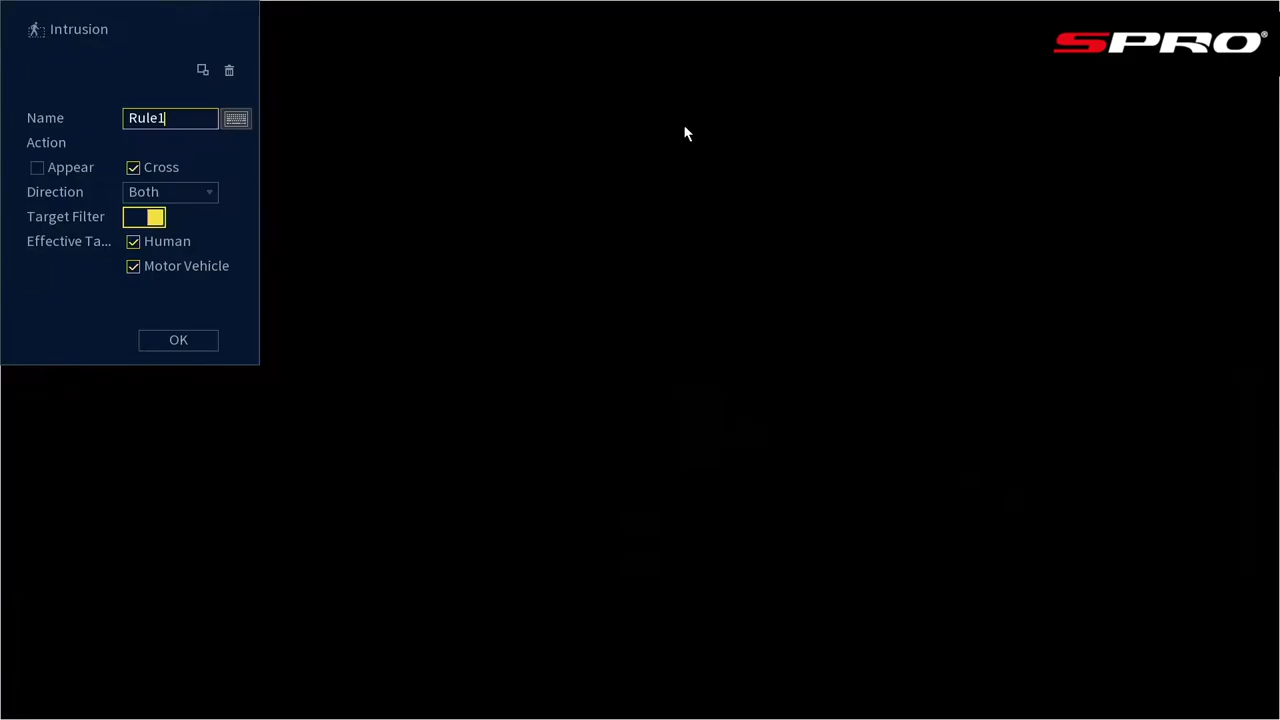 Intrusion
SPRO®
Name Rule1
Action
Appear Cross
Direction Both
Target Filter
Effective Ta... Human
Motor Vehicle
OK